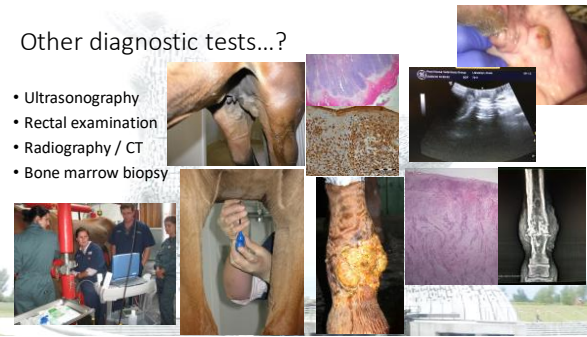 Other diagnostic tests…?
• Ultrasonography
• Rectal examination
• Radiography / CT
• Bone marrow biopsy